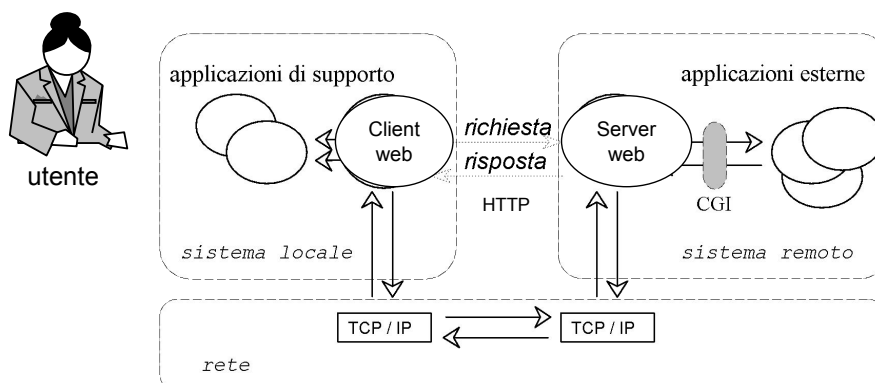 applicazioni di supporto
applicazioni esterne
Client
web
richiesta
risposta
HTTP
Server
web
CGI
utente
sistema locale
sistema remoto
TCP / IP
TCP / IP
rete